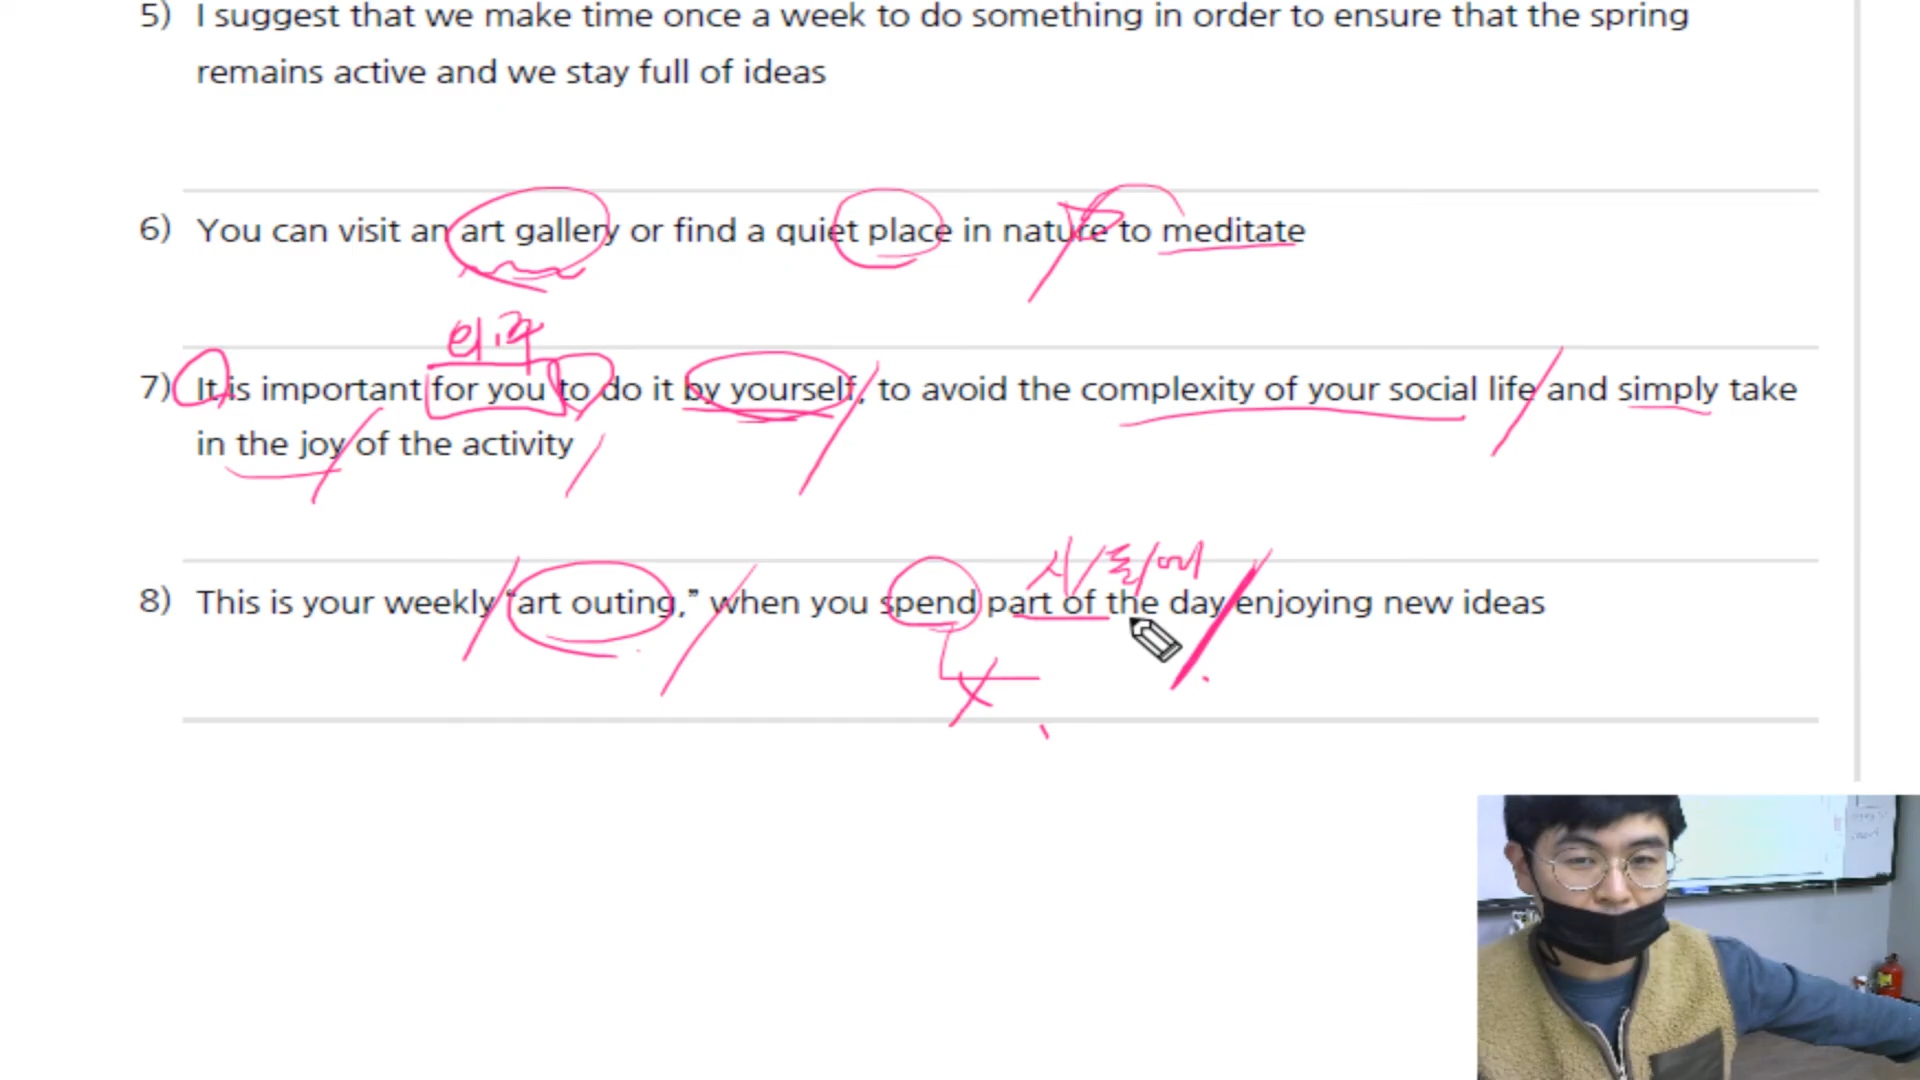 5) I suggest that we make time once a week to do something in order to ensure that the spring
remains active and we stay full of ideas
6) You can visit an art gallery or find a quiet place in nature to meditate
의.주
7) It is important for you to do it by yourself, to avoid the complexity of your social life and simply take
in the joy of the activity
8) This is your weekly “art outing,” when you spend part of the day enjoying new ideas